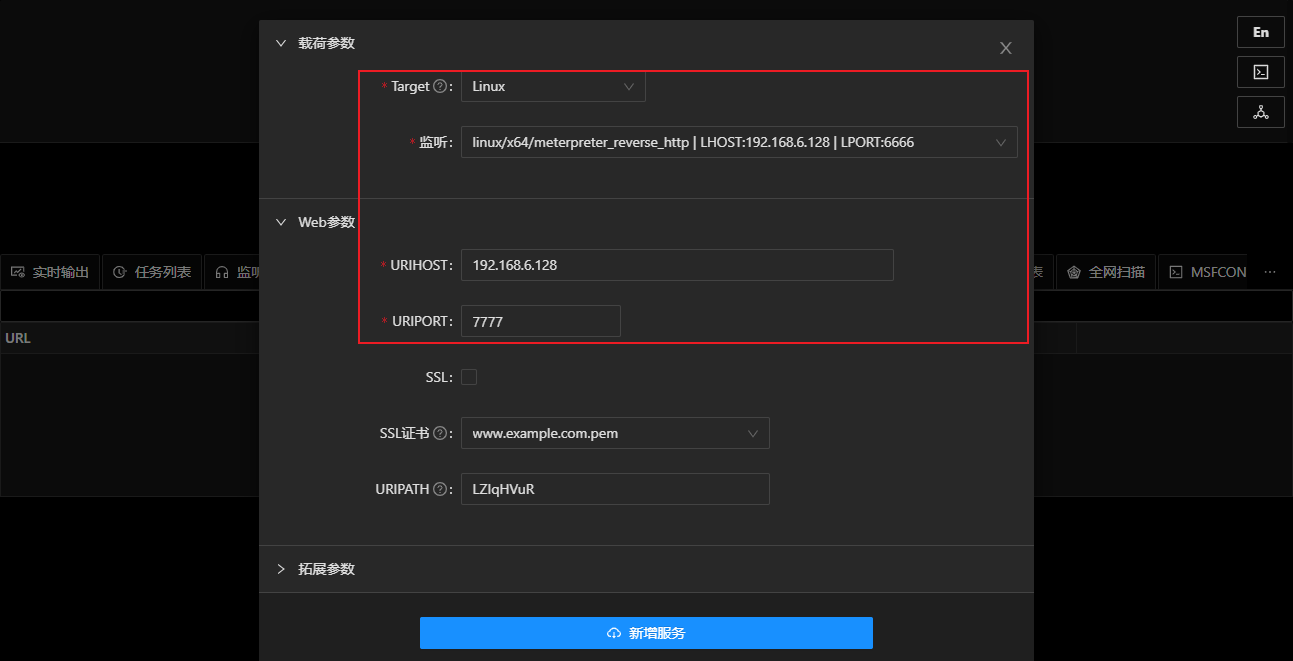 载荷参数
En
* Target : Linux
* 监听: linux/x64/meterpreter_reverse_http | LHOST:192.168.6.128 | LPORT:6666
Web参数
* URIHOST: 192.168.6.128
实时输出 任务列表 监听 表 全网扫描 MSFCON ···
* URIPORT: 7777
URL
SSL:
SSL证书 : www.example.com.pem
URIPATH : LZIqHVuR
拓展参数
新增服务